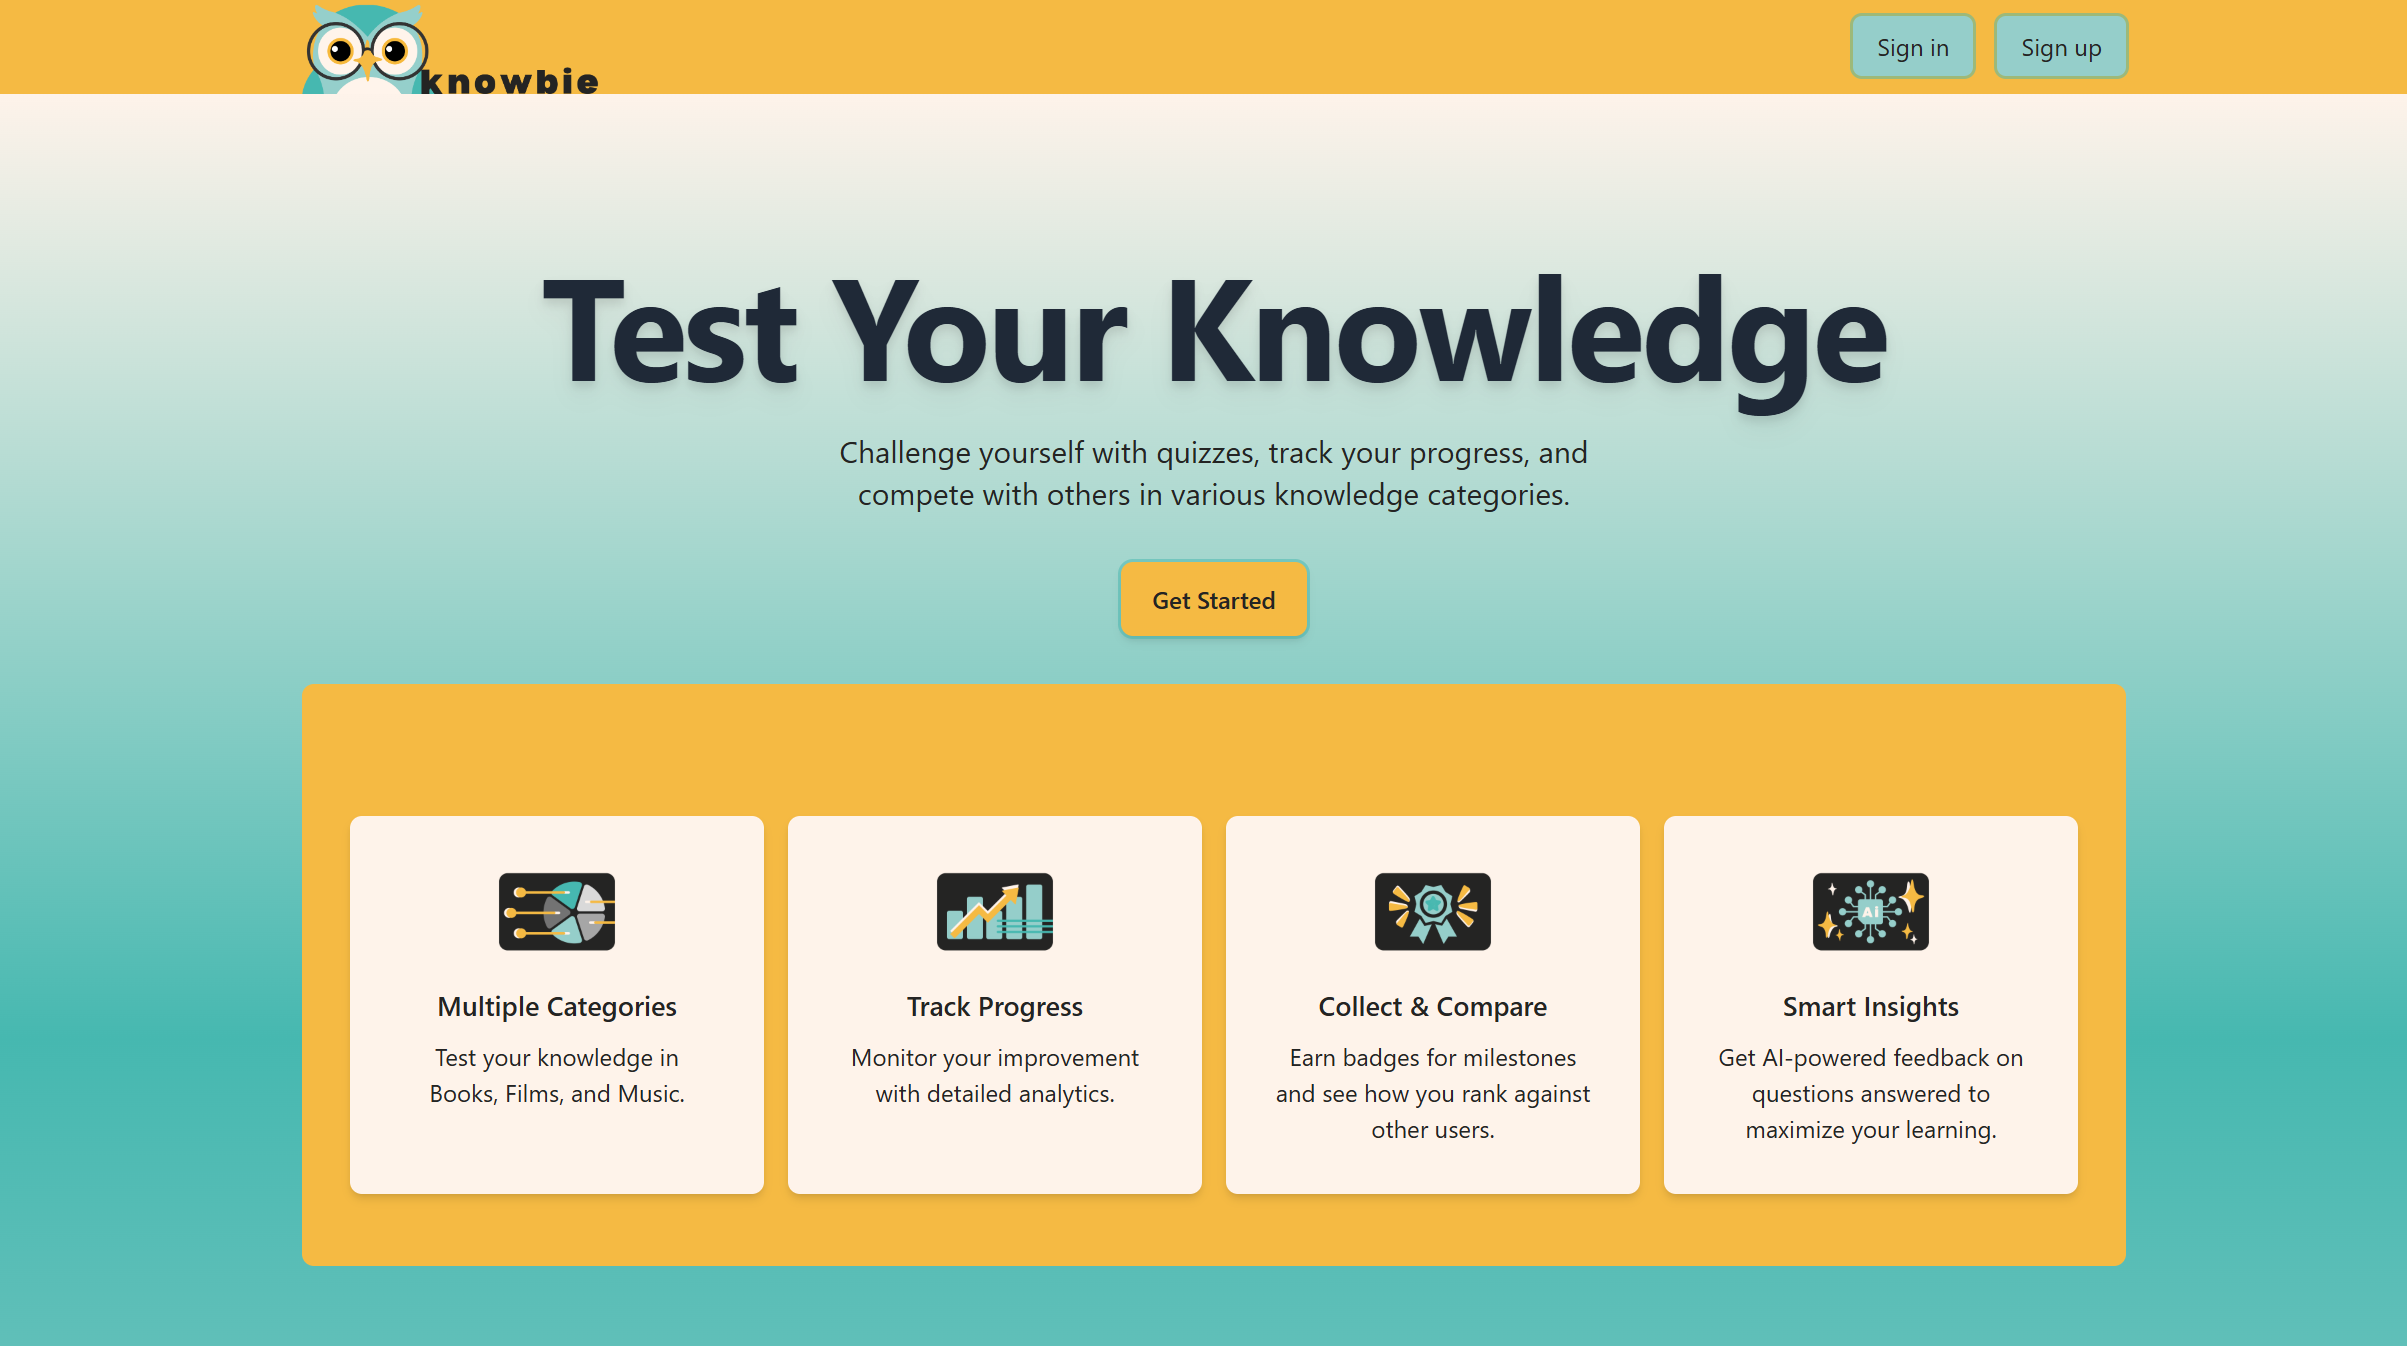 knowbie
Sign in
Sign up
Test Your Knowledge
Challenge yourself with quizzes, track your progress, and
compete with others in various knowledge categories.
Get Started
Multiple Categories
Test your knowledge in
Books, Films, and Music.
Track Progress
Monitor your improvement
with detailed analytics.
Collect & Compare
Earn badges for milestones
and see how you rank against
other users.
Ai
Smart Insights
Get AI-powered feedback on
questions answered to
maximize your learning.